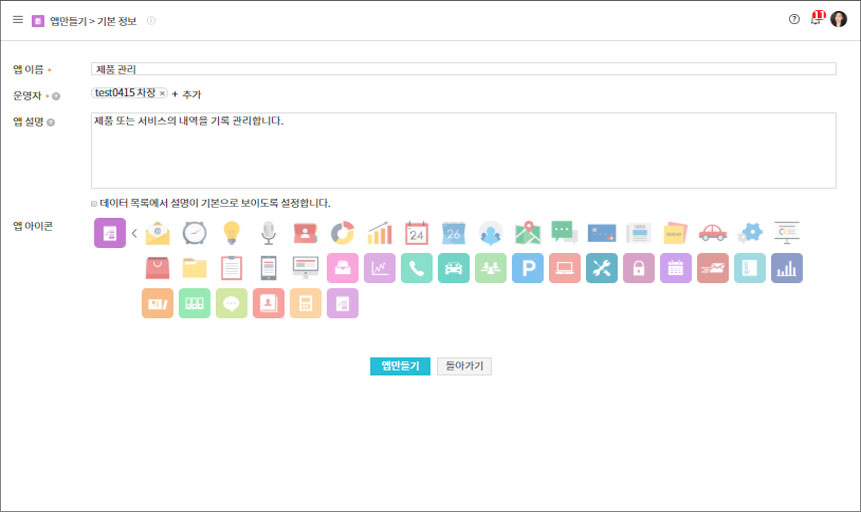 앱만들기 > 기본 정보
11
앱 이름 *
제품 관리
운영자 *
test0415 차장 × + 추가
앱 설명
제품 또는 서비스의 내역을 기록 관리합니다.
데이터 목록에서 설명이 기본으로 보이도록 설정합니다.
앱 아이콘
24
26
P
앱만들기
돌아가기